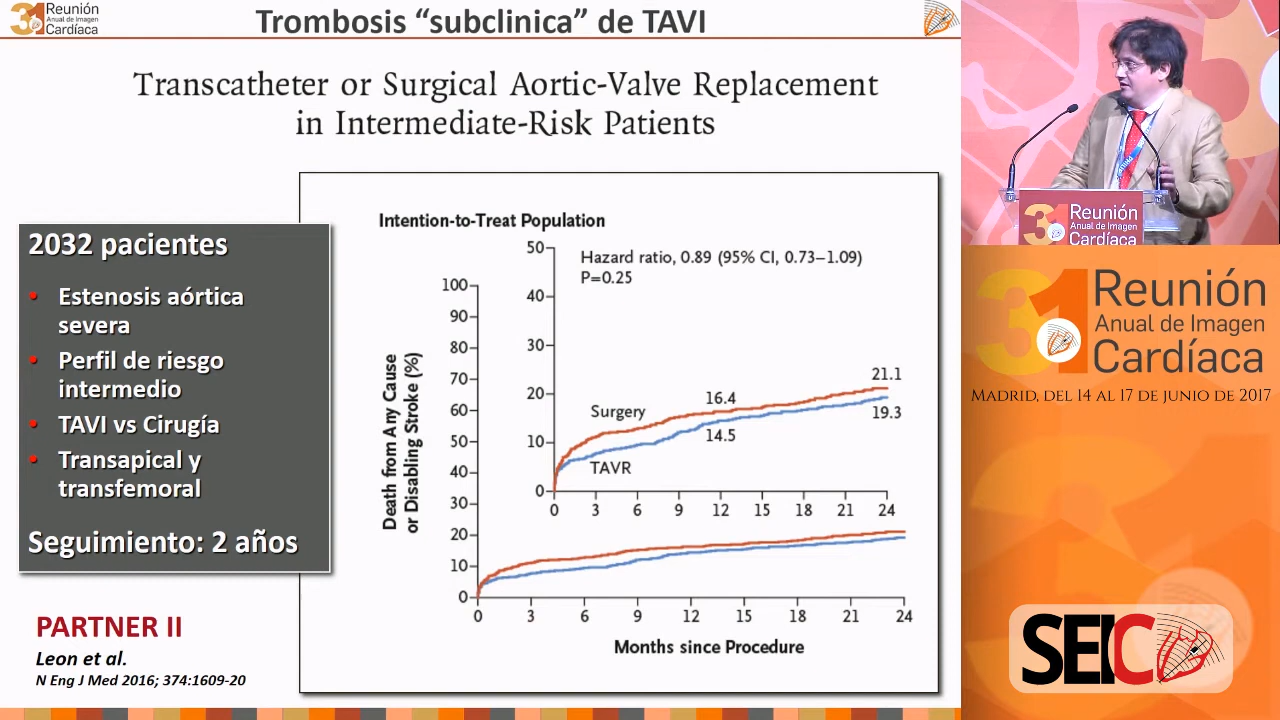 31 Reunión
Anual de Imagen
Cardíaca
Trombosis “subclinica” de TAVI
Transcatheter or Surgical Aortic-Valve Replacement
in Intermediate-Risk Patients
2032 pacientes
• Estenosis aórtica
severa
• Perfil de riesgo
intermedio
• TAVI vs Cirugía
• Transapical y
transfemoral
Seguimiento: 2 años
PARTNER II
Leon et al.
N Eng J Med 2016; 374:1609-20
Intention-to-Treat Population
Hazard ratio, 0.89 (95% CI, 0.73–1.09)
P=0.25
50
40
30
20
10
0
Surgery
TAVR
16.4
14.5
21.1
19.3
0 3 6 9 12 15 18 21 24
Death from Any Cause
or Disabling Stroke (%)
100
90
80
70
60
50
40
30
20
10
0
0 3 6 9 12 15 18 21 24
Months since Procedure
31 Reunión
Anual de Imagen
Cardíaca
31 Reunión
Anual de Imagen
Cardíaca
Madrid, del 14 al 17 de junio de 2017
SEIC